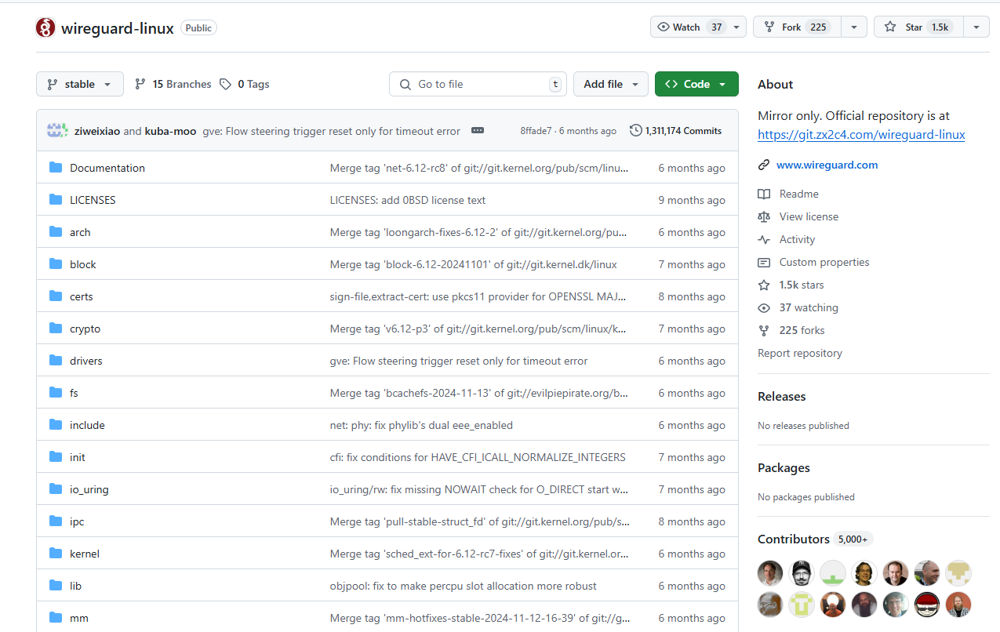 wireguard-linux Public
Watch 37
Fork 225
Star 1.5k
stable
15 Branches
0 Tags
Go to file t
Add file
Code
ziweixiao and kuba-moo gve: Flow steering trigger reset only for timeout error 8ffade7 · 6 months ago 1,311,174 Commits
Documentation Merge tag 'net-6.12-rc8' of git://git.kernel.org/pub/scm/linu... 6 months ago
LICENSES LICENSES: add 0BSD license text 9 months ago
arch Merge tag 'loongarch-fixes-6.12-2' of git://git.kernel.org/pu... 6 months ago
block Merge tag 'block-6.12-20241101' of git://git.kernel.dk/linux 7 months ago
certs sign-file,extract-cert: use pkcs11 provider for OPENSSL MAJ... 8 months ago
crypto Merge tag 'v6.12-p3' of git://git.kernel.org/pub/scm/linux/k... 7 months ago
drivers gve: Flow steering trigger reset only for timeout error 6 months ago
fs Merge tag 'bcachefs-2024-11-13' of git://evilpiepirate.org/b... 6 months ago
include net: phy: fix phylib's dual eee_enabled 6 months ago
init cfi: fix conditions for HAVE_CFI_ICALL_NORMALIZE_INTEGERS 7 months ago
io_uring io_uring/rw: fix missing NOWAIT check for O_DIRECT start w... 7 months ago
ipc Merge tag 'pull-stable-struct_fd' of git://git.kernel.org/pub/s... 8 months ago
kernel Merge tag 'sched_ext-for-6.12-rc7-fixes' of git://git.kernel.or... 6 months ago
lib objpool: fix to make percpu slot allocation more robust 6 months ago
mm Merge tag 'mm-hotfixes-stable-2024-11-12-16-39' of git://g... 6 months ago
About
Mirror only. Official repository is at
https://git.zx2c4.com/wireguard-linux
www.wireguard.com
Readme
View license
Activity
Custom properties
1.5k stars
37 watching
225 forks
Report repository
Releases
No releases published
Packages
No packages published
Contributors 5,000+